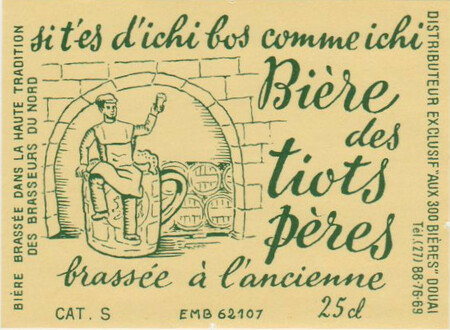 sit'es d'ichi bos comme ichi
Bière
des
tiots
pères
brassée à l'ancienne
CAT. S
EMB 62107
25 cl
BIÈRE BRASSÉE DANS LA HAUTE TRADITION
DES BRASSEURS DU NORD
DISTRIBUTEUR EXCLUSIF "AUX 300 BIÈRES" DOUAI
Tél. (27) 88-76-69